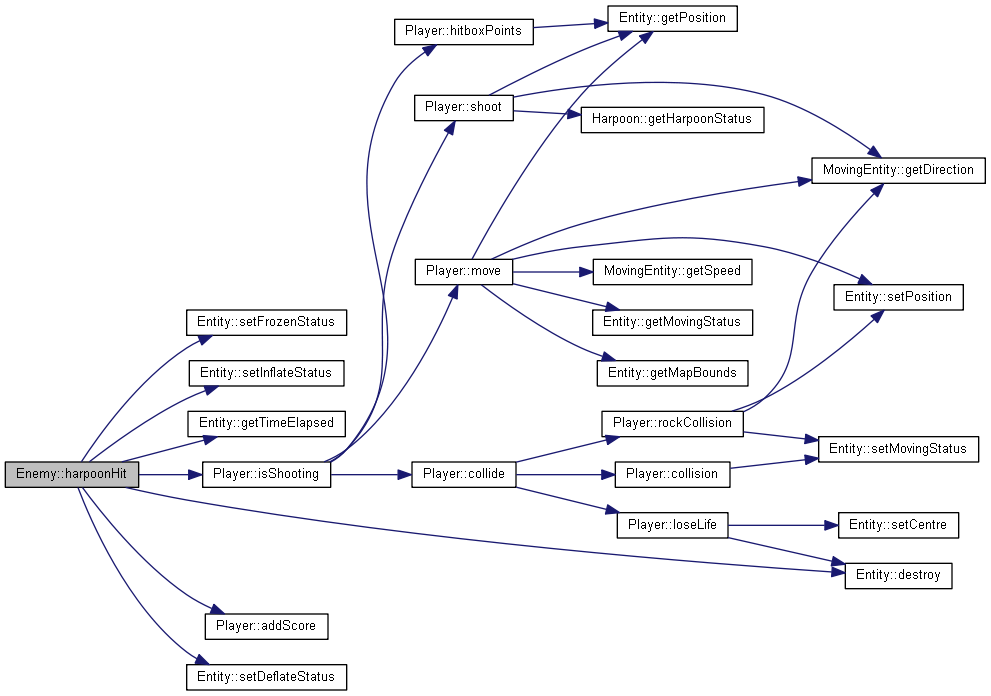 Entity::getPosition
Player::hitboxPoints
Player::shoot
Harpoon::getHarpoonStatus
MovingEntity::getDirection
Player::move
MovingEntity::getSpeed
Entity::setPosition
Entity::setFrozenStatus
Entity::getMovingStatus
Entity::setInflateStatus
Entity::getMapBounds
Entity::getTimeElapsed
Player::rockCollision
Entity::setMovingStatus
Enemy::harpoonHit
Player::isShooting
Player::collide
Player::collision
Player::loseLife
Entity::setCentre
Entity::destroy
Player::addScore
Entity::setDeflateStatus